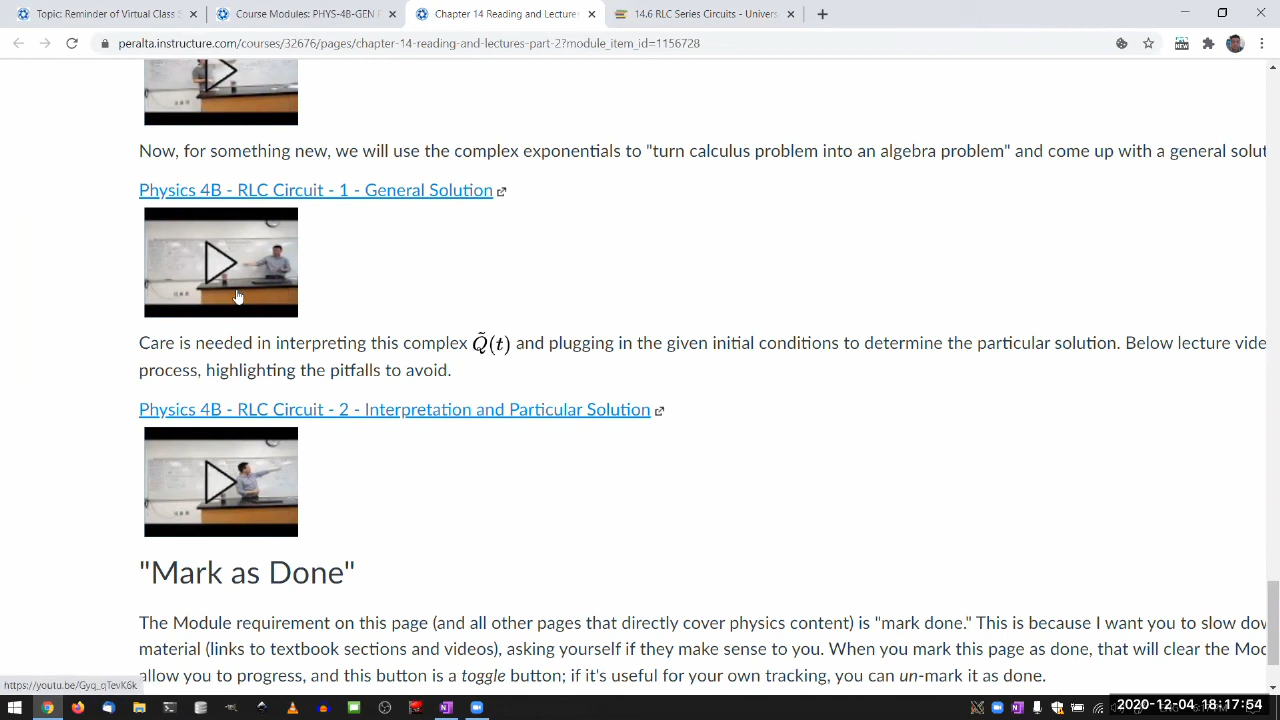 Topic: Reminder of Virtual Class S
Course Modules: PHYS-4B-GEN P
Chapter 14 Reading and Lectures
14.6 RLC Series Circuits - Univers
peralta.instructure.com/courses/32676/pages/chapter-14-reading-and-lectures-part-2?module_item_id=1156728
NEW
Now, for something new, we will use the complex exponentials to "turn calculus problem into an algebra problem" and come up with a general solut
Physics 4B - RLC Circuit - 1 - General Solution
Care is needed in interpreting this complex Q̃(t) and plugging in the given initial conditions to determine the particular solution. Below lecture vide
process, highlighting the pitfalls to avoid.
Physics 4B - RLC Circuit - 2 - Interpretation and Particular Solution
"Mark as Done"
The Module requirement on this page (and all other pages that directly cover physics content) is "mark done." This is because I want you to slow dow
material (links to textbook sections and videos), asking yourself if they make sense to you. When you mark this page as done, that will clear the Mod
allow you to progress, and this button is a toggle button; if it's useful for your own tracking, you can un-mark it as done.
https://youtu.be/Gyq_qTevK6k
2020-12-04 18:17:54